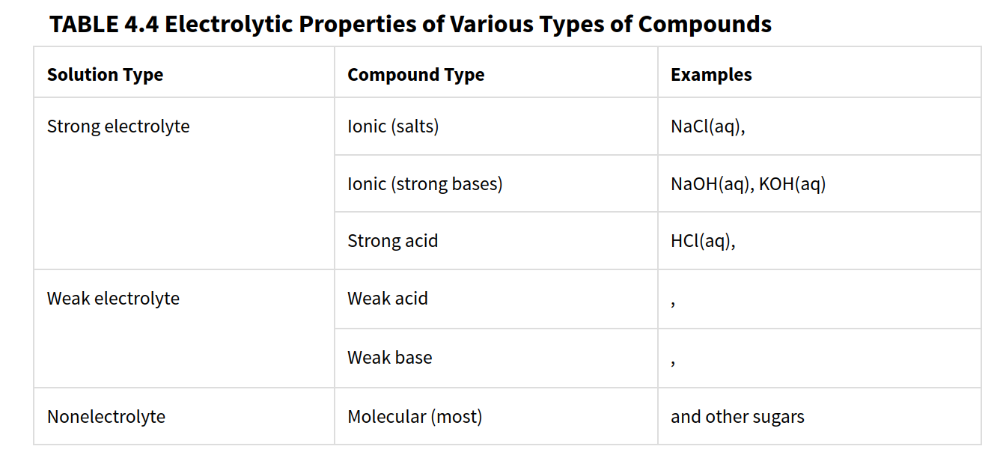 TABLE 4.4 Electrolytic Properties of Various Types of Compounds
Solution Type Compound Type Examples
Strong electrolyte Ionic (salts) NaCl(aq),
Ionic (strong bases) NaOH(aq), KOH(aq)
Strong acid HCl(aq),
Weak electrolyte Weak acid ,
Weak base ,
Nonelectrolyte Molecular (most) and other sugars